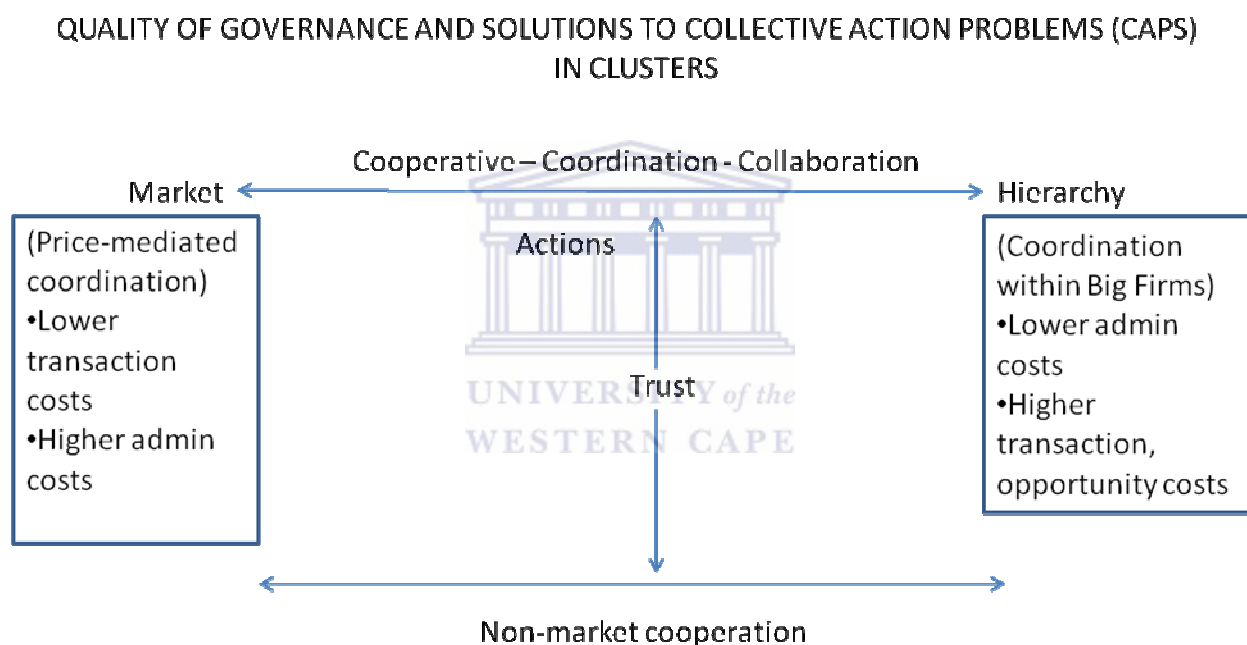 QUALITY OF GOVERNANCE AND SOLUTIONS TO COLLECTIVE ACTION PROBLEMS (CAPS)
IN CLUSTERS
Cooperative – Coordination - Collaboration
Market
Hierarchy
(Price-mediated
coordination)
•Lower
transaction
costs
•Higher admin
costs
Actions
Trust
(Coordination
within Big Firms)
•Lower admin
costs
•Higher
transaction,
opportunity costs
UNIVERSITY of the
WESTERN CAPE
Non-market cooperation